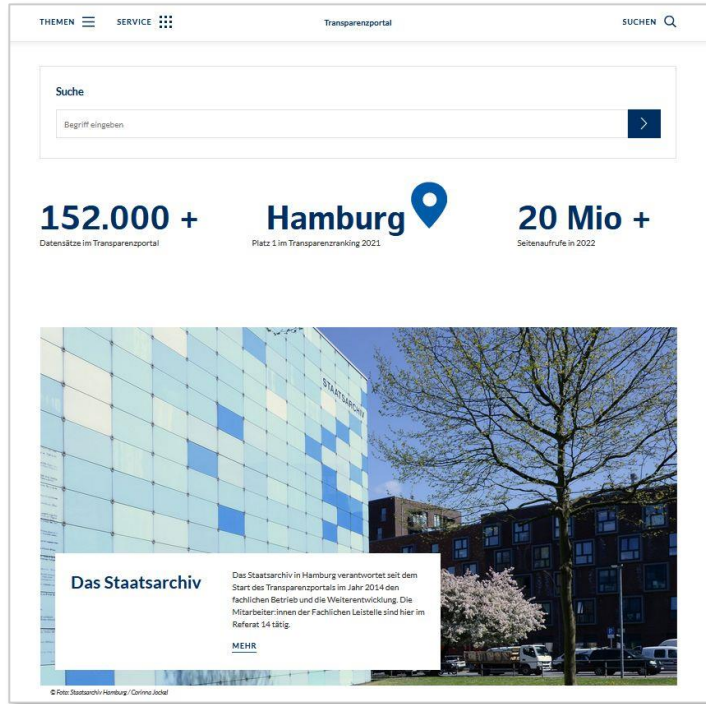 THEMEN SERVICE Transparenzportal SUCHEN
Suche
Begriff eingeben
152.000 + Hamburg 20 Mio +
Datensätze im Transparenzportal Platz 1 im Transparenzranking 2021 Seitenaufrufe in 2022
STAATSARCHIV
Das Staatsarchiv
Das Staatsarchiv in Hamburg verantwortet seit dem
Start des Transparenzportals im Jahr 2014 den
fachlichen Betrieb und die Weiterentwicklung. Die
Mitarbeiter:innen der Fachlichen Leistelle sind hier im
Referat 14 tätig.
MEHR
© Foto: Staatsarchiv Hamburg / Corinna Jockel